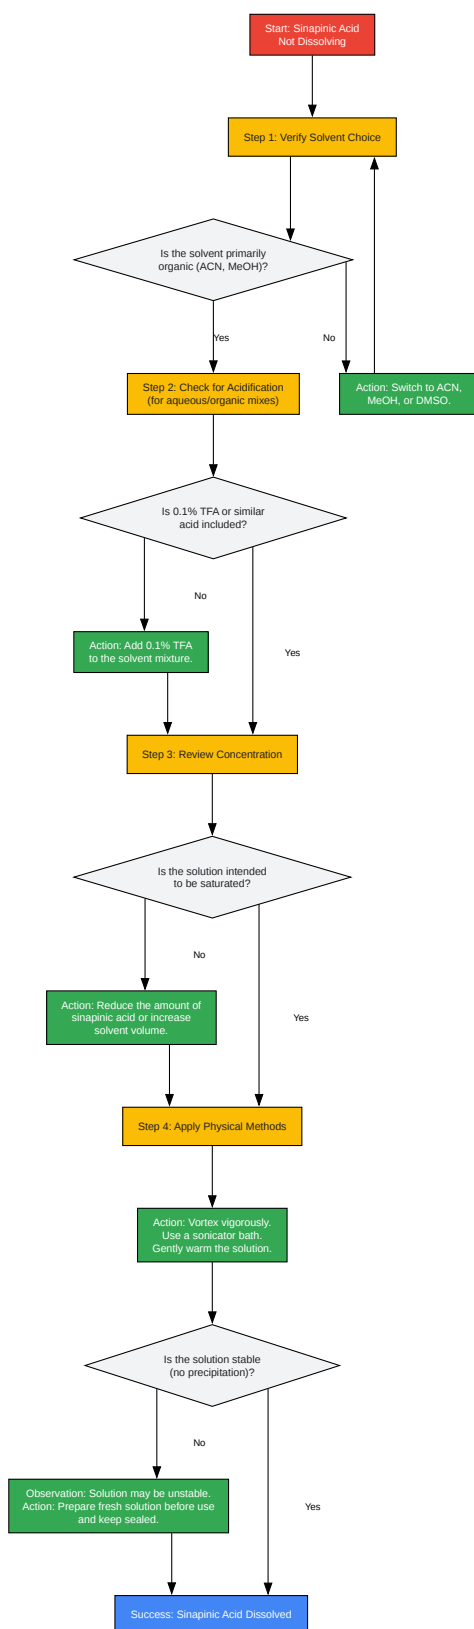 Start: Sinapinic Acid
Not Dissolving
Step 1: Verify Solvent Choice
Is the solvent primarily
organic (ACN, MeOH)?
Yes
No
Step 2: Check for Acidification
(for aqueous/organic mixes)
Action: Switch to ACN,
MeOH, or DMSO.
Is 0.1% TFA or similar
acid included?
No
Action: Add 0.1% TFA
to the solvent mixture.
Yes
Step 3: Review Concentration
Is the solution intended
to be saturated?
No
Action: Reduce the amount of
sinapinic acid or increase
solvent volume.
Yes
Step 4: Apply Physical Methods
Action: Vortex vigorously.
Use a sonicator bath.
Gently warm the solution.
Is the solution stable
(no precipitation)?
No
Observation: Solution may be unstable.
Action: Prepare fresh solution before use
and keep sealed.
Yes
Success: Sinapinic Acid Dissolved